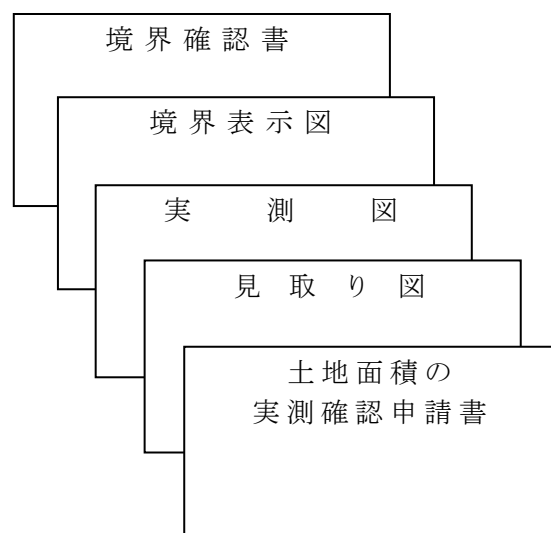 境界確認書
境界表示図
実測図
見取り図
土地面積の
実測確認申請書